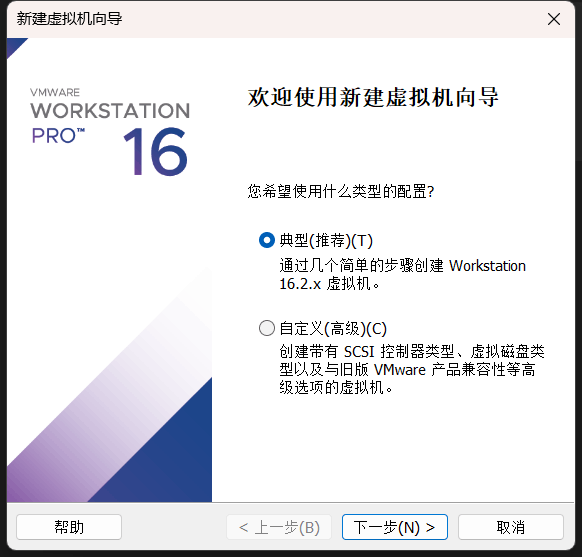 新建虚拟机向导
VMWARE
WORKSTATION
PRO™ 16
欢迎使用新建虚拟机向导
您希望使用什么类型的配置?
典型(推荐)(T)
通过几个简单的步骤创建 Workstation
16.2.x 虚拟机。
自定义(高级)(C)
创建带有 SCSI 控制器类型、虚拟磁盘类
型以及与旧版 VMware 产品兼容性等高
级选项的虚拟机。
帮助
< 上一步(B)
下一步(N) >
取消